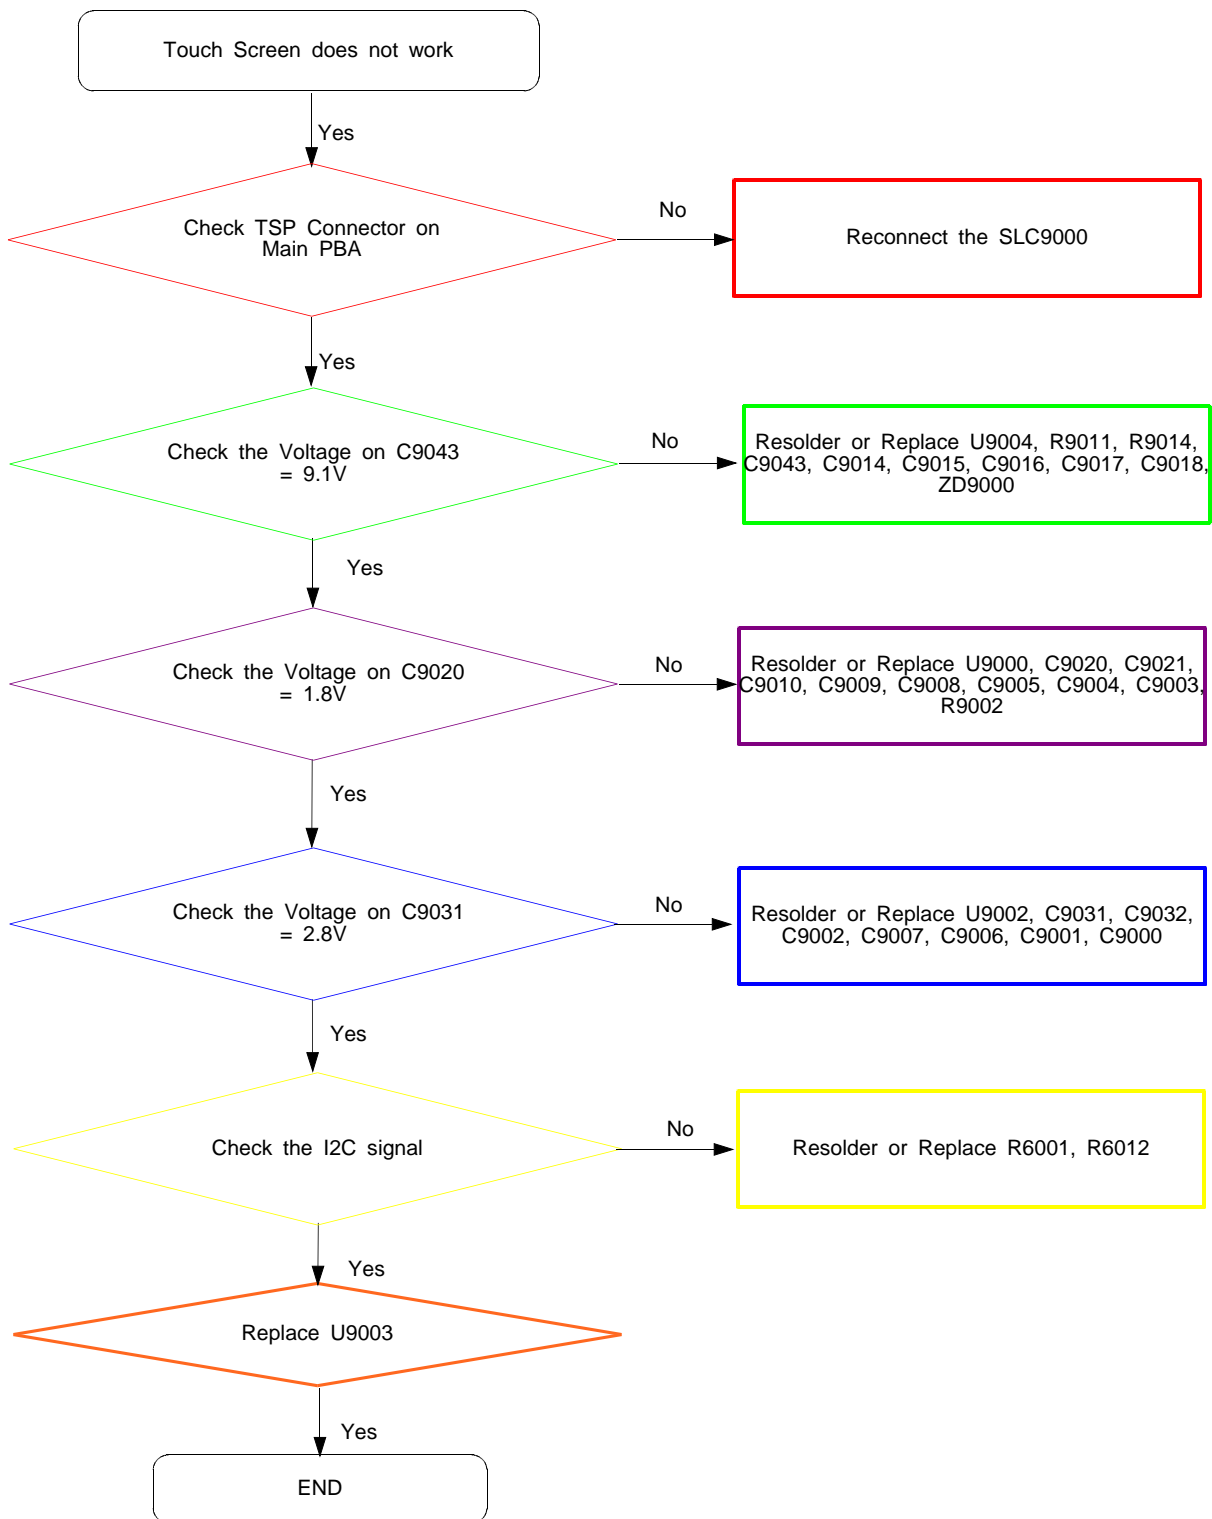 Touch Screen does not work
Yes
Check TSP Connector on
Main PBA
No
Reconnect the SLC9000
Yes
Check the Voltage on C9043
= 9.1V
No
Resolder or Replace U9004, R9011, R9014,
C9043, C9014, C9015, C9016, C9017, C9018,
ZD9000
Yes
Check the Voltage on C9020
= 1.8V
No
Resolder or Replace U9000, C9020, C9021,
C9010, C9009, C9008, C9005, C9004, C9003,
R9002
Yes
Check the Voltage on C9031
= 2.8V
No
Resolder or Replace U9002, C9031, C9032,
C9002, C9007, C9006, C9001, C9000
Yes
Check the I2C signal
No
Resolder or Replace R6001, R6012
Yes
Replace U9003
Yes
END